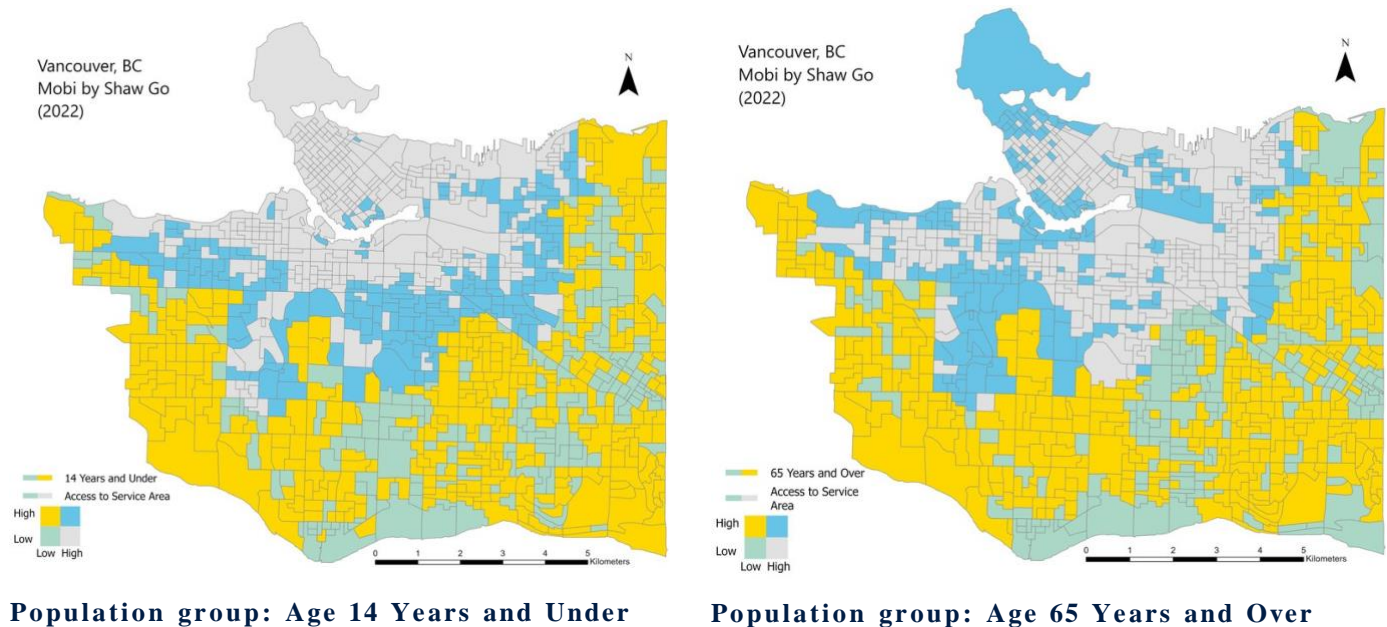 Vancouver, BC
Mobi by Shaw Go
(2022)
N
14 Years and Under
Access to Service Area
High
Low
Low High
0 1 2 3 4 5
Kilometers
Population group: Age 14 Years and Under
Vancouver, BC
Mobi by Shaw Go
(2022)
N
65 Years and Over
Access to Service
Area
High
Low
Low High
0 1 2 3 4 5
Kilometers
Population group: Age 65 Years and Over